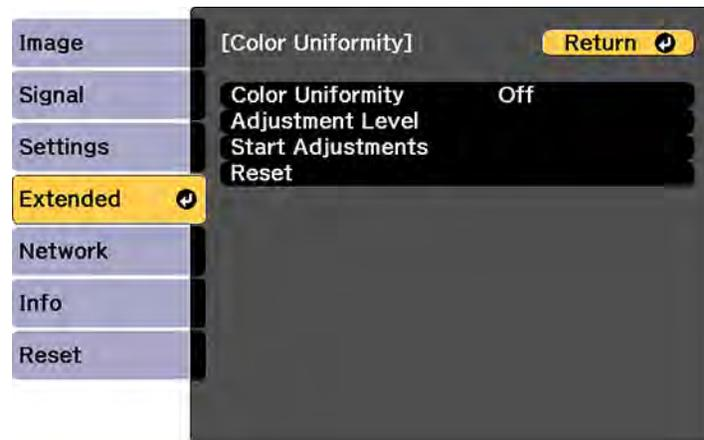 Image
Signal
Settings
Extended
Network
Info
Reset
[Color Uniformity]
Return
Color Uniformity Off
Adjustment Level
Start Adjustments
Reset